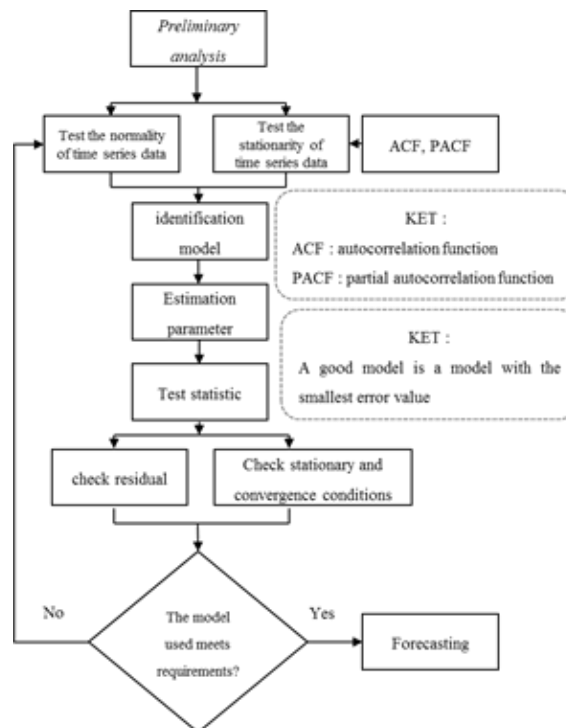 Preliminary
analysis
Test the normality
of time series data
Test the
stationarity of
time series data
ACF, PACF
identification
model
KET :
ACF : autocorrelation function
PACF : partial autocorrelation function
Estimation
parameter
KET :
A good model is a model with the
smallest error value
Test statistic
check residual
Check stationary and
convergence conditions
No
The model
used meets
requirements?
Yes
Forecasting